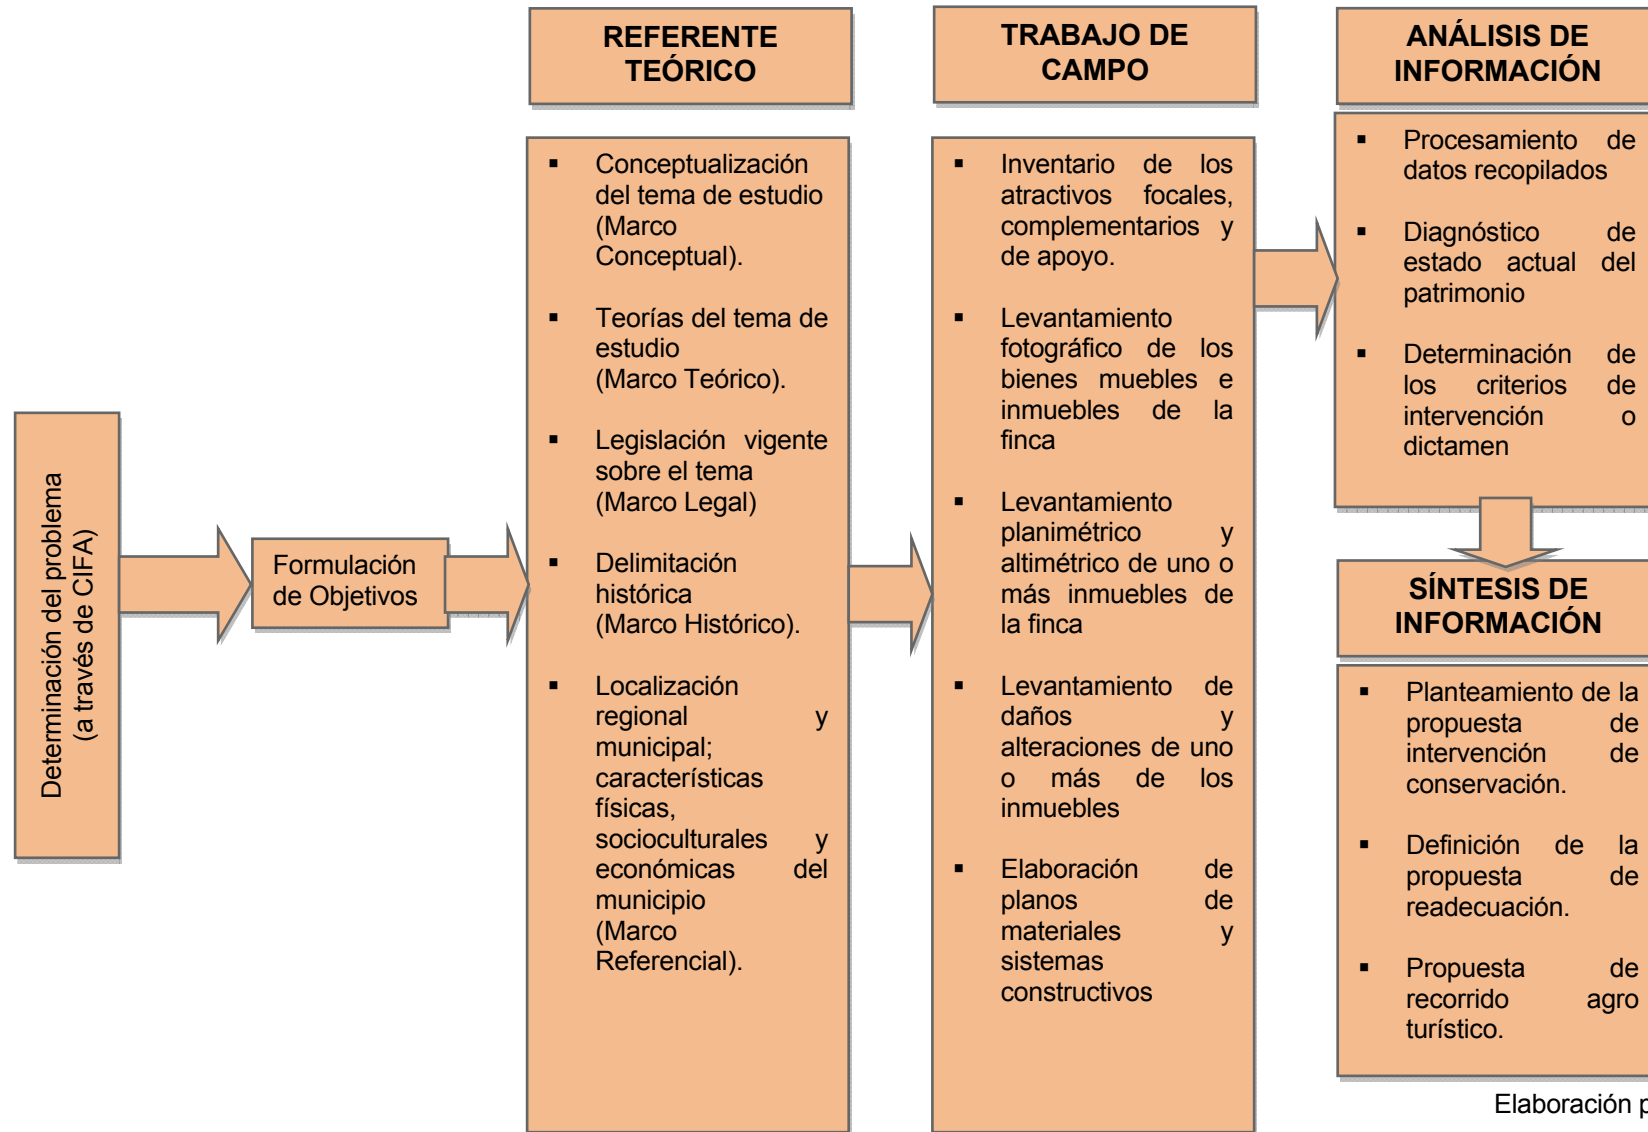 Determinación del problema
(a través de CIFA)
Formulación
de Objetivos
REFERENTE
TEÓRICO
▪ Conceptualización
del tema de estudio
(Marco
Conceptual).
▪ Teorías del tema de
estudio
(Marco Teórico).
▪ Legislación vigente
sobre el tema
(Marco Legal)
▪ Delimitación
histórica
(Marco Histórico).
▪ Localización
regional y
municipal;
características
físicas,
socioculturales y
económicas del
municipio
(Marco
Referencial).
TRABAJO DE
CAMPO
▪ Inventario de los
atractivos focales,
complementarios y
de apoyo.
▪ Levantamiento
fotográfico de los
bienes muebles e
inmuebles de la
finca
▪ Levantamiento
planimétrico y
altimétrico de uno o
más inmuebles de
la finca
▪ Levantamiento de
daños y
alteraciones de uno
o más de los
inmuebles
▪ Elaboración de
planos de
materiales y
sistemas
constructivos
ANÁLISIS DE
INFORMACIÓN
▪ Procesamiento de
datos recopilados
▪ Diagnóstico de
estado actual del
patrimonio
▪ Determinación de
los criterios de
intervención o
dictamen
SÍNTESIS DE
INFORMACIÓN
▪ Planteamiento de la
propuesta de
intervención de
conservación.
▪ Definición de la
propuesta de
readecuación.
▪ Propuesta de
recorrido agro
turístico.
Elaboración p